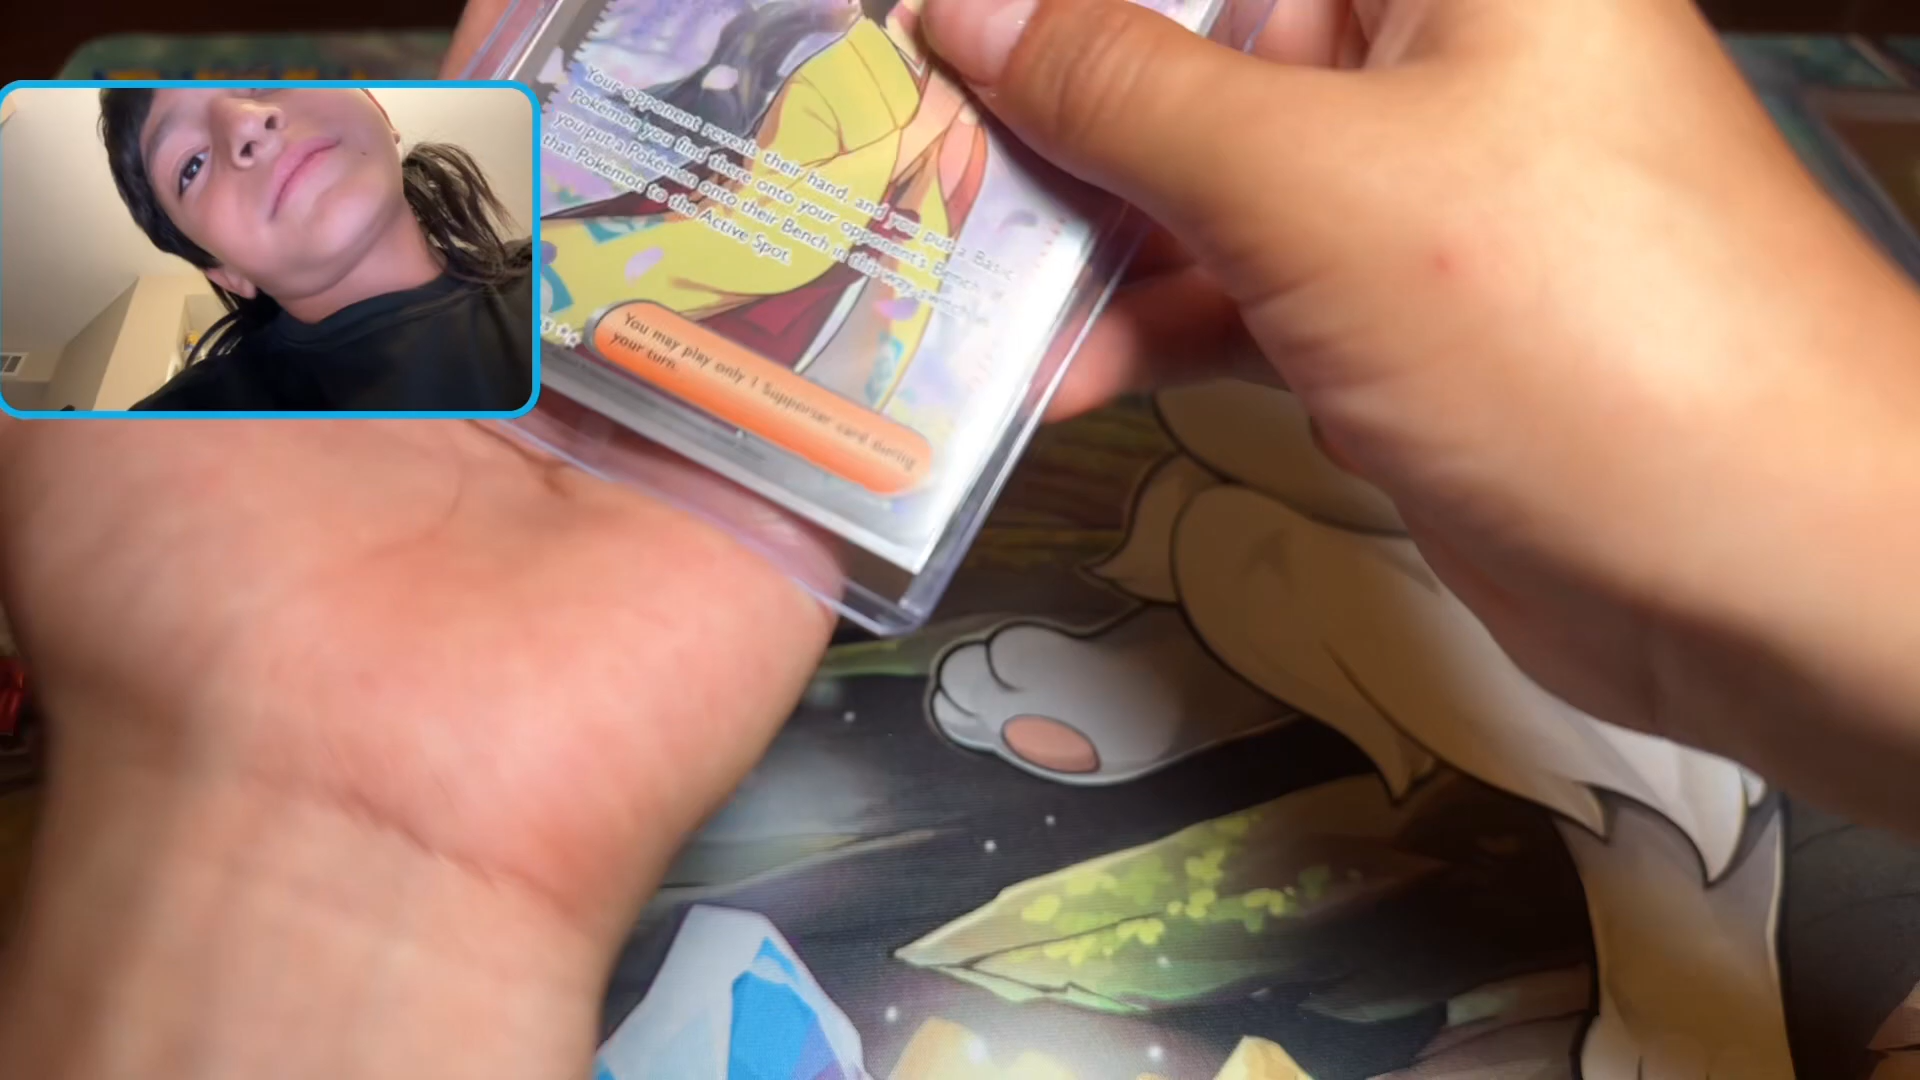 Your opponent reveals their hand, and you put a Basic
Pokémon you find there onto your opponent's Bench. If
you put a Pokémon onto their Bench in this way, switch in
that Pokémon to the Active Spot.
You may play only 1 Supporter card during
your turn.